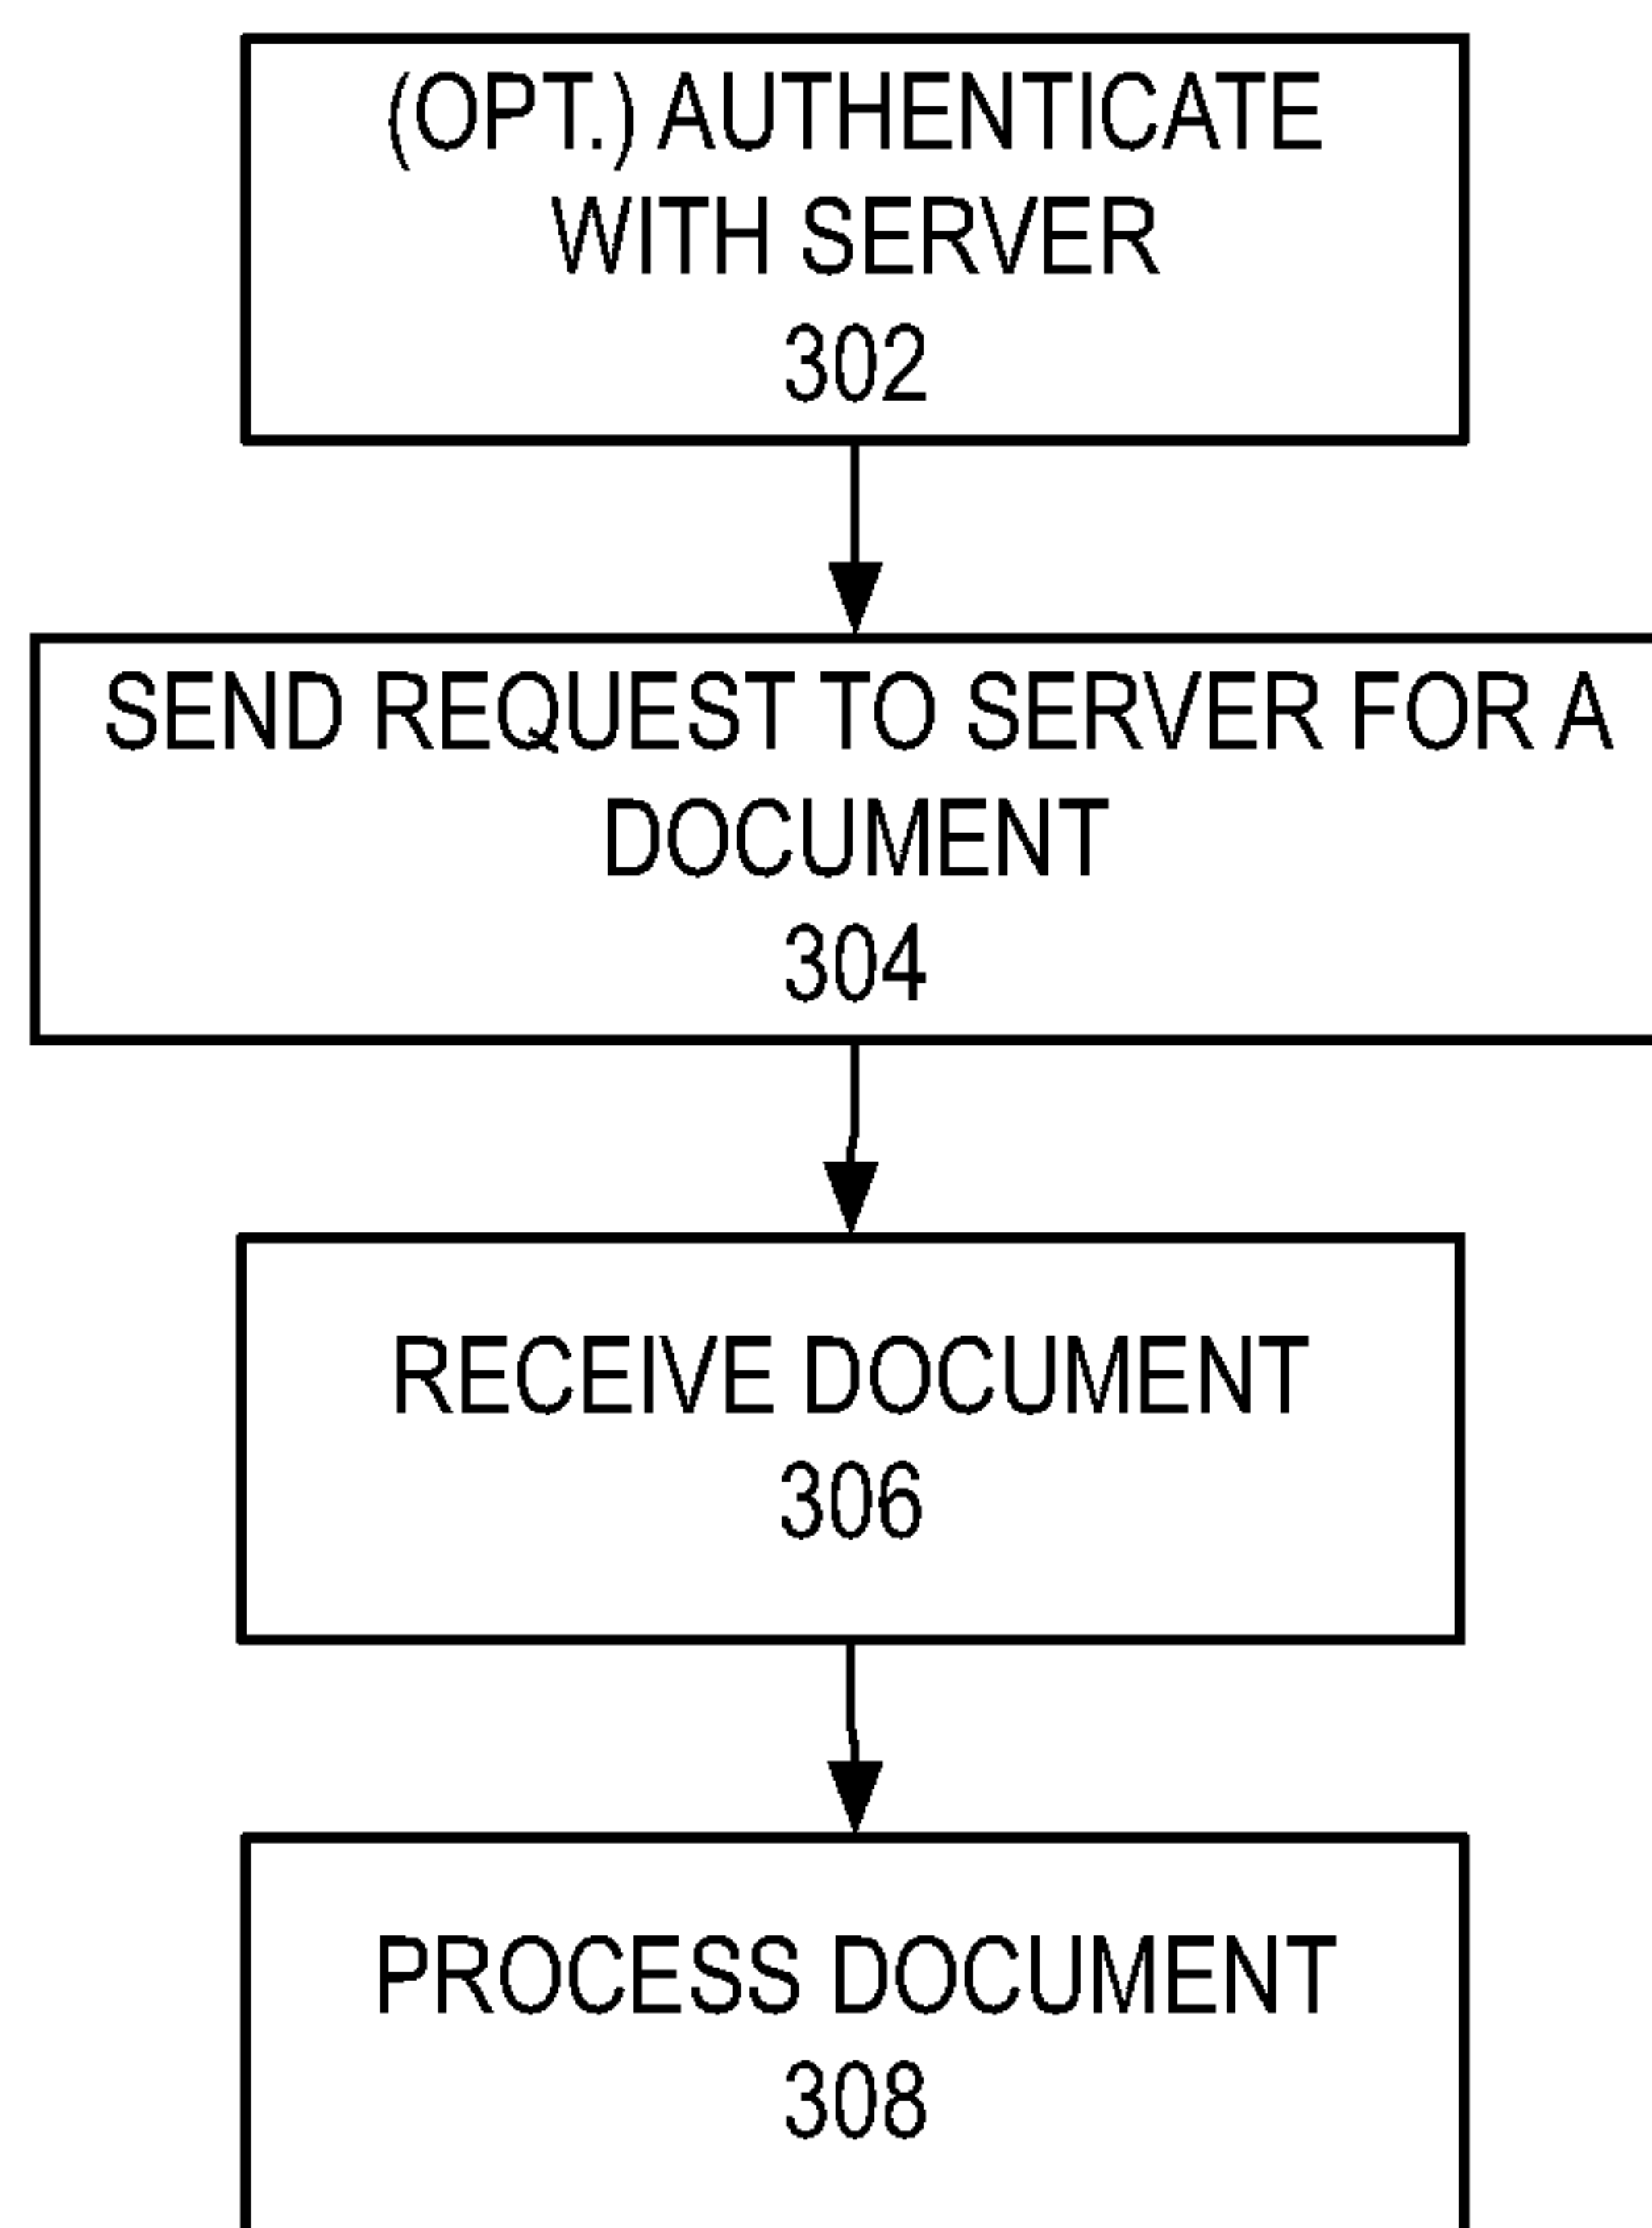 (OPT.) AUTHENTICATE
WITH SERVER
302
SEND REQUEST TO SERVER FOR A
DOCUMENT
304
RECEIVE DOCUMENT
306
PROCESS DOCUMENT
308